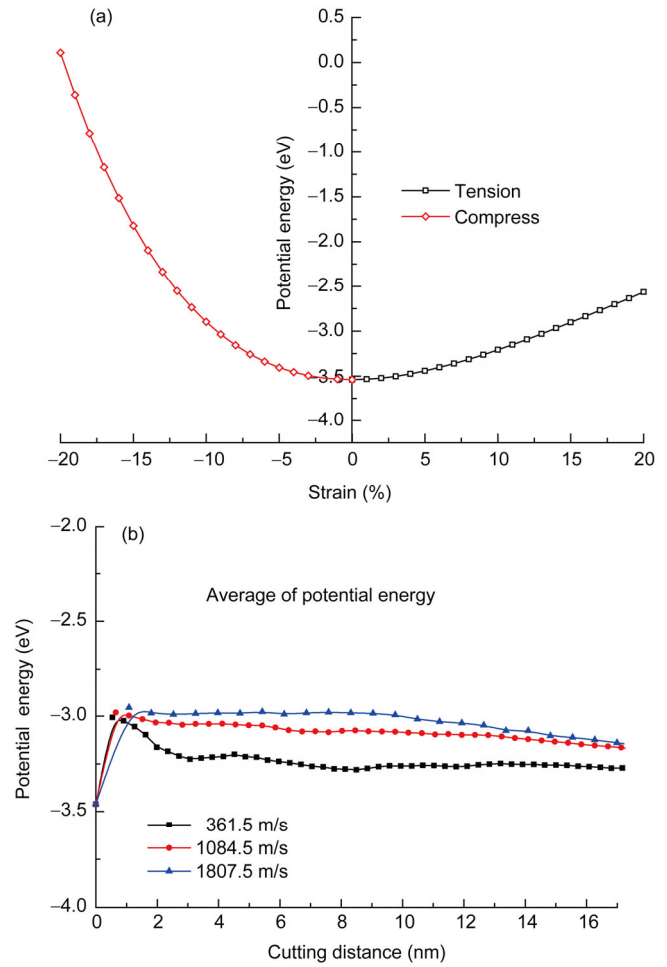 (a)
0.5
0.0
−0.5
−1.0
−1.5
−2.0
−2.5
−3.0
−3.5
−4.0
Potential energy (eV)
Tension
Compress
−20 −15 −10 −5 0 5 10 15 20
Strain (%)
(b)
−2.0
−2.5
−3.0
−3.5
−4.0
Potential energy (eV)
Average of potential energy
361.5 m/s
1084.5 m/s
1807.5 m/s
0 2 4 6 8 10 12 14 16
Cutting distance (nm)